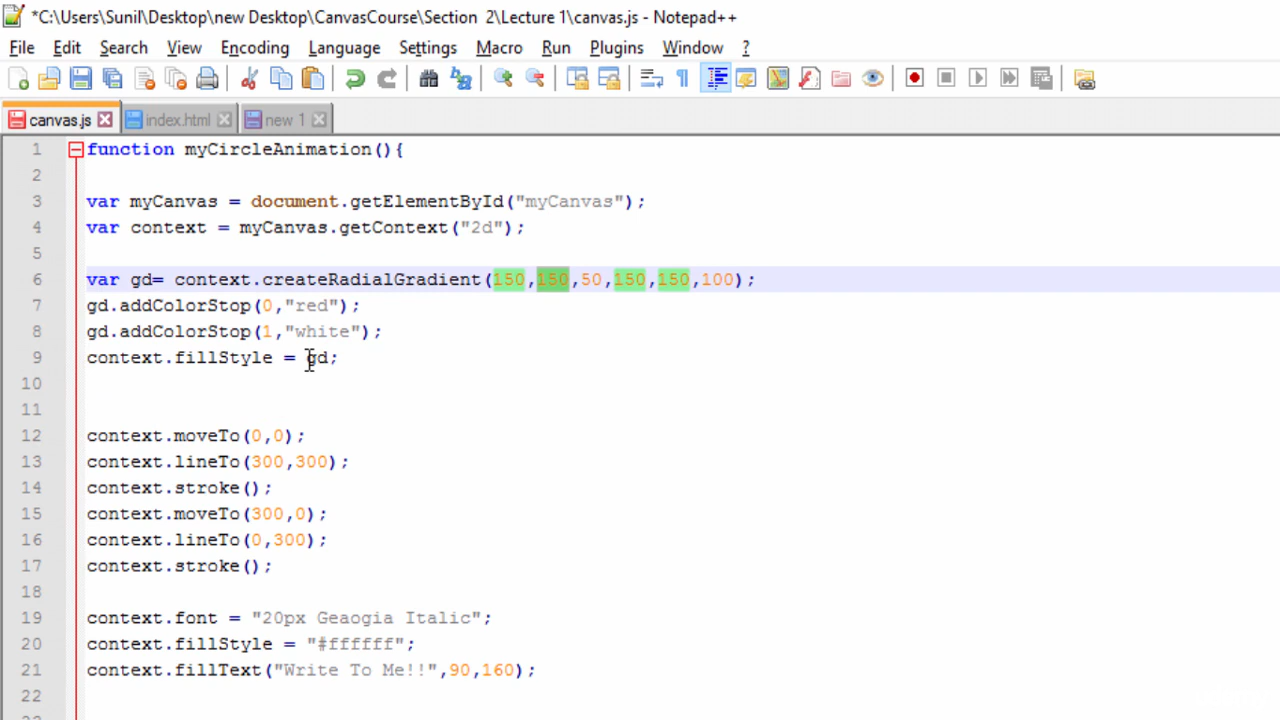 *C:\Users\Sunil\Desktop\new Desktop\CanvasCourse\Section  2\Lecture 1\canvas.js - Notepad++
File Edit Search View Encoding Language Settings Macro Run Plugins Window ?
canvas.js index.html new 1
1 function myCircleAnimation(){
2
3 var myCanvas = document.getElementById("myCanvas");
4 var context = myCanvas.getContext("2d");
5
6 var gd= context.createRadialGradient(150,150,50,150,150,100);
7 gd.addColorStop(0,"red");
8 gd.addColorStop(1,"white");
9 context.fillStyle = gd;
10
11
12 context.moveTo(0,0);
13 context.lineTo(300,300);
14 context.stroke();
15 context.moveTo(300,0);
16 context.lineTo(0,300);
17 context.stroke();
18
19 context.font = "20px Geaogia Italic";
20 context.fillStyle = "#ffffff";
21 context.fillText("Write To Me!!",90,160);
22